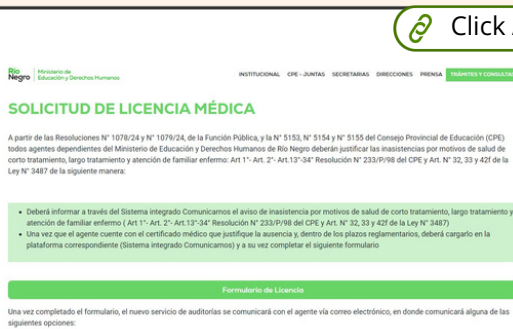 Click
Río Negro
Ministerio de
Educación y Derechos Humanos
INSTITUCIONAL CPE - JUNTAS SECRETARIAS DIRECCIONES PRENSA TRÁMITES Y CONSULTAS
SOLICITUD DE LICENCIA MÉDICA
A partir de las Resoluciones N° 1078/24 y N° 1079/24, de la Función Pública, y la N° 5153, N° 5154 y N° 5155 del Consejo Provincial de Educación (CPE)
todos agentes dependientes del Ministerio de Educación y Derechos Humanos de Río Negro deberán justificar las inasistencias por motivos de salud de
corto tratamiento, largo tratamiento y atención de familiar enfermo: Art 1°- Art. 2°- Art.13°-34° Resolución N° 233/P/98 del CPE y Art. N° 32, 33 y 42f de la
Ley N° 3487 de la siguiente manera:
• Deberá informar a través del Sistema integrado Comunicarnos el aviso de inasistencia por motivos de salud de corto tratamiento, largo tratamiento y
atención de familiar enfermo ( Art 1°- Art. 2°- Art.13°-34° Resolución N° 233/P/98 del CPE y Art. N° 32, 33 y 42f de la Ley N° 3487)
• Una vez que el agente cuente con el certificado médico que justifique la ausencia y, dentro de los plazos reglamentarios, deberá cargarlo en la
plataforma correspondiente (Sistema integrado Comunicarnos) y a su vez completar el siguiente formulario
Formulario de Licencia
Una vez completado el formulario, el nuevo servicio de auditorías se comunicará con el agente vía correo electrónico, en donde comunicará alguna de las
siguientes opciones: